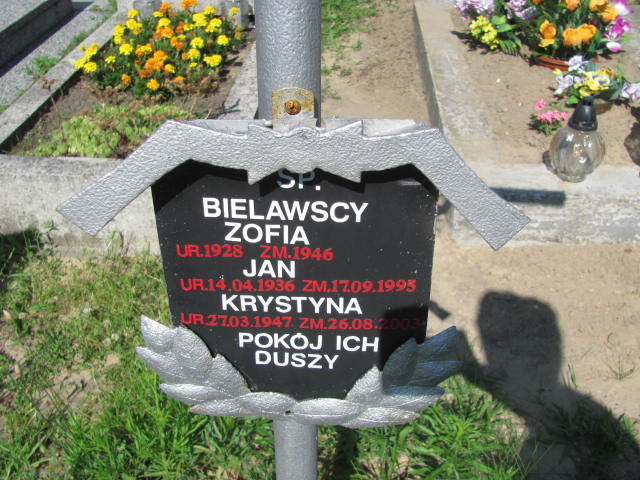 ŚP.
BIELAWSCY
ZOFIA
UR.1928 ZM.1946
JAN
UR.14.04.1936 ZM.17.09.1995
KRYSTYNA
UR.27.03.1947 ZM.26.08.2003
POKÓJ ICH
DUSZY